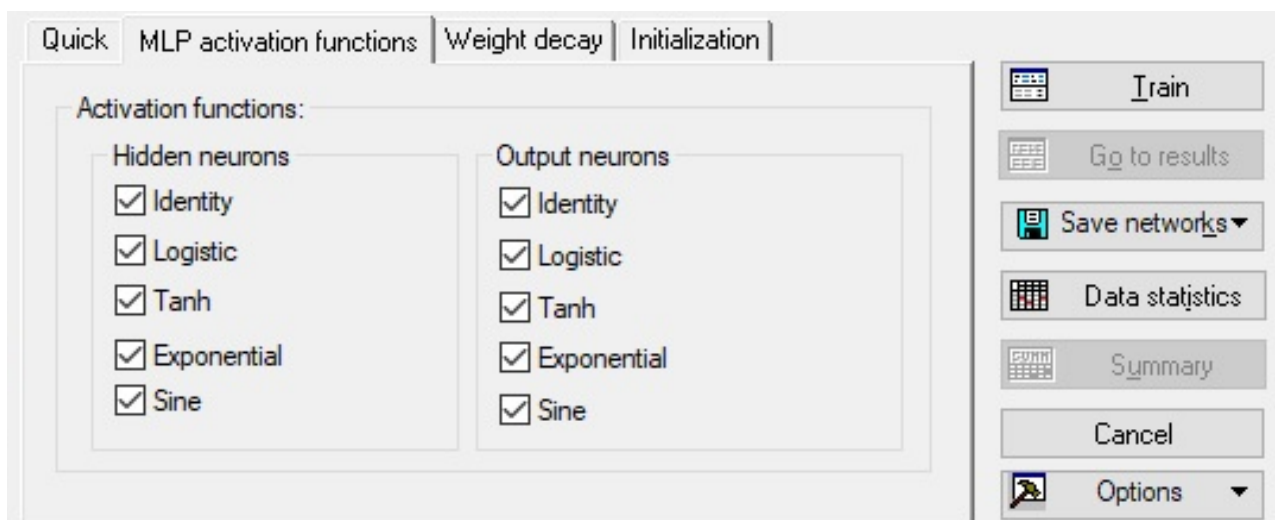 Quick MLP activation functions Weight decay Initialization
Activation functions:
Hidden neurons
Identity
Logistic
Tanh
Exponential
Sine
Output neurons
Identity
Logistic
Tanh
Exponential
Sine
Train
Go to results
Save networks
Data statistics
Summary
Cancel
Options